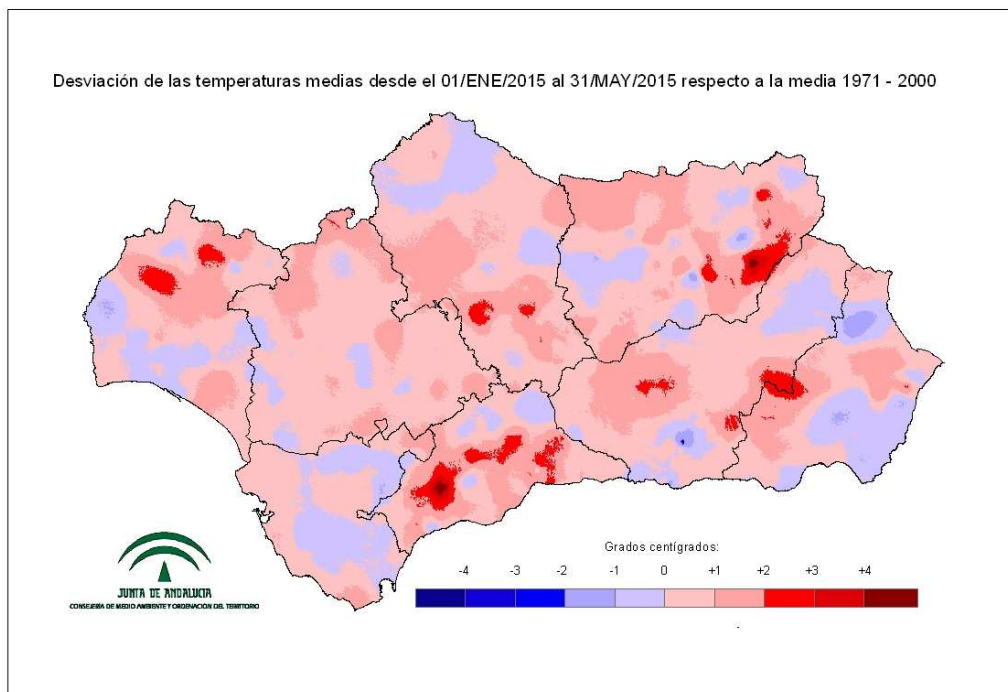 Desviación de las temperaturas medias desde el 01/ENE/2015 al 31/MAY/2015 respecto a la media 1971 - 2000
Grados centígrados:
-4 -3 -2 -1 0 +1 +2 +3 +4
JUNTA DE ANDALUCIA
CONSEJERÍA DE MEDIO AMBIENTE Y ORDENACIÓN DEL TERRITORIO